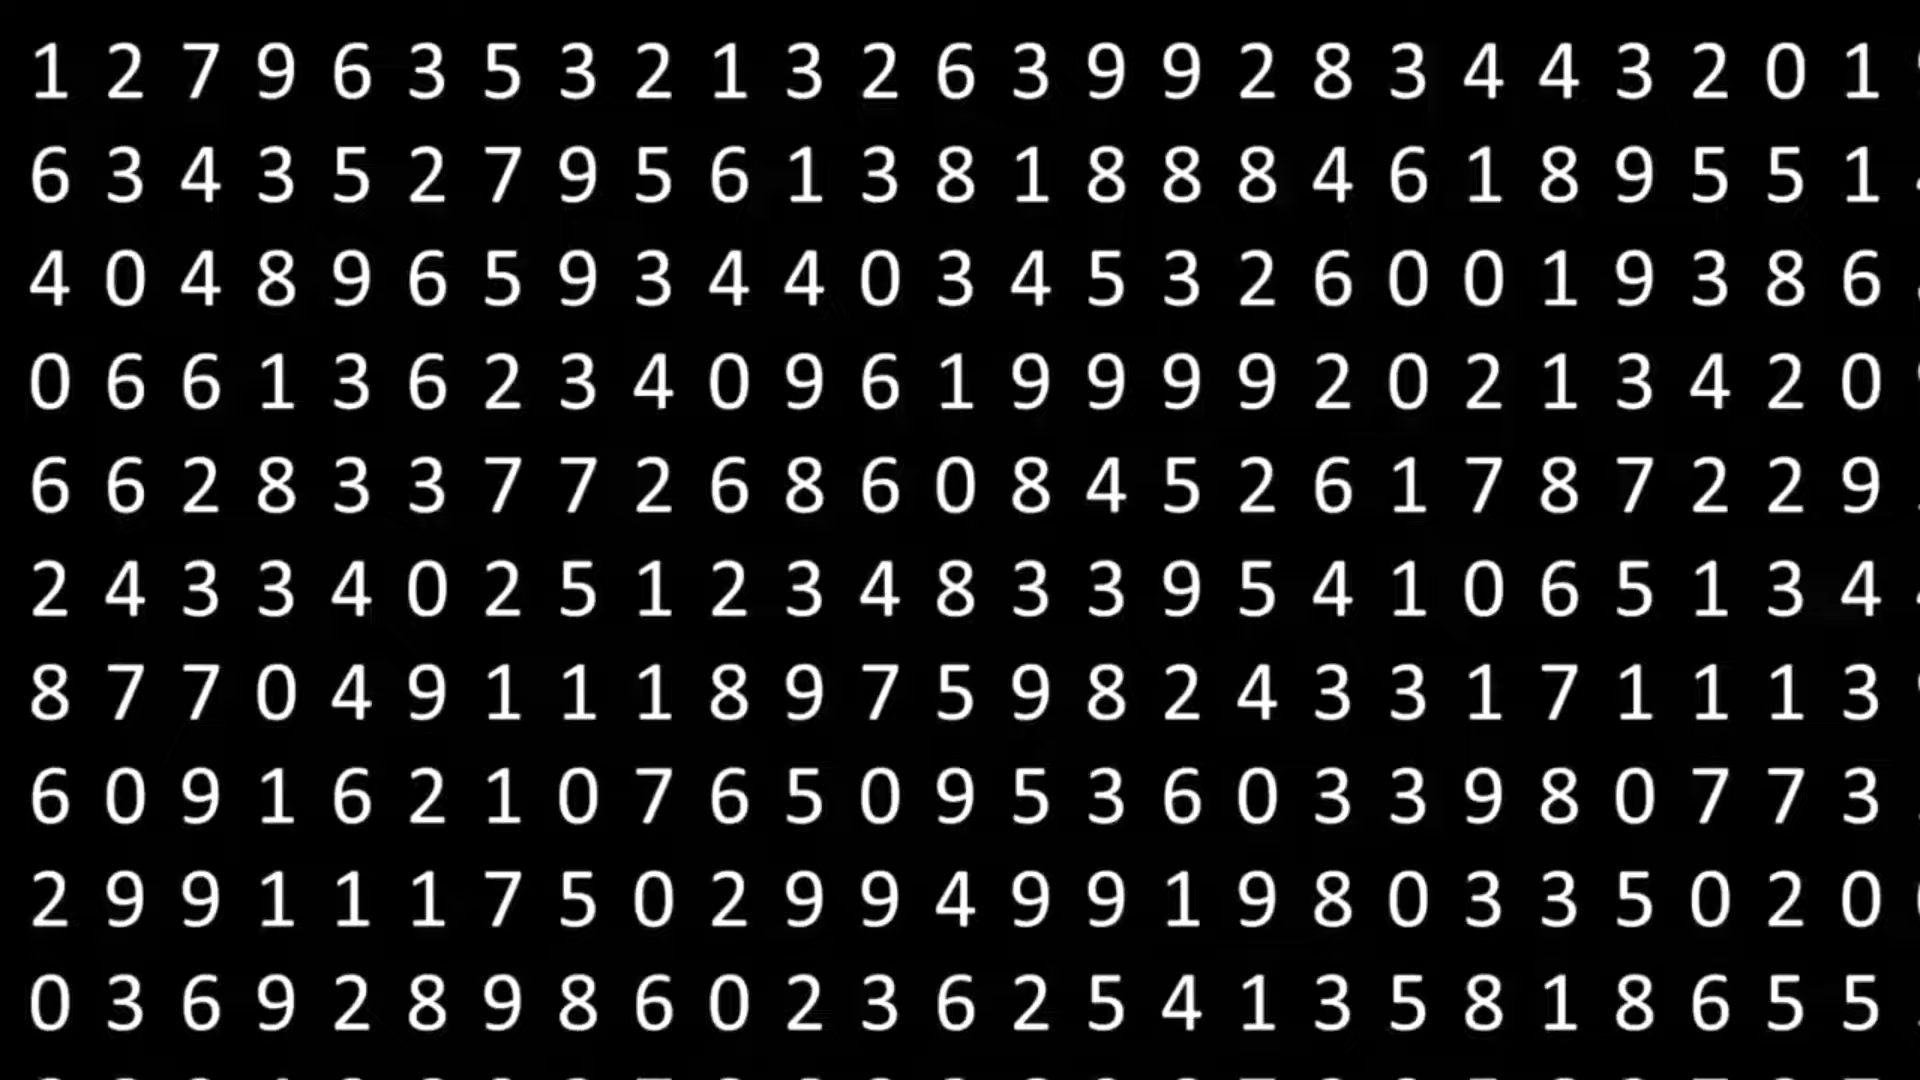 1 2 7 9 6 3 5 3 2 1 3 2 6 3 9 9 2 8 3 4 4 3 2 0 1
6 3 4 3 5 2 7 9 5 6 1 3 8 1 8 8 8 4 6 1 8 9 5 5 1
4 0 4 8 9 6 5 9 3 4 4 0 3 4 5 3 2 6 0 0 1 9 3 8 6
0 6 6 1 3 6 2 3 4 0 9 6 1 9 9 9 9 2 0 2 1 3 4 2 0
6 6 2 8 3 3 7 7 2 6 8 6 0 8 4 5 2 6 1 7 8 7 2 2 9
2 4 3 3 4 0 2 5 1 2 3 4 8 3 3 9 5 4 1 0 6 5 1 3 4
8 7 7 0 4 9 1 1 1 8 9 7 5 9 8 2 4 3 3 1 7 1 1 1 3
6 0 9 1 6 2 1 0 7 6 5 0 9 5 3 6 0 3 3 9 8 0 7 7 3
2 9 9 1 1 1 7 5 0 2 9 9 4 9 9 1 9 8 0 3 3 5 0 2 0
0 3 6 9 2 8 9 8 6 0 2 3 6 2 5 4 1 3 5 8 1 8 6 5 5